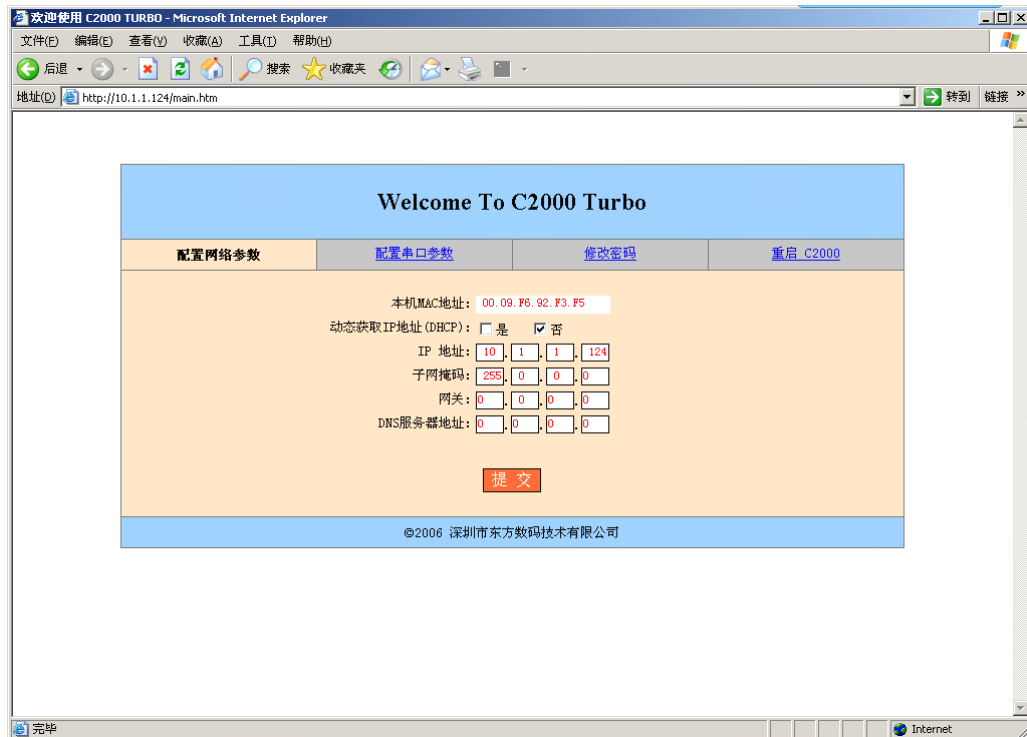 欢迎使用 C2000 TURBO - Microsoft Internet Explorer
文件(F) 编辑(E) 查看(V) 收藏(A) 工具(T) 帮助(H)
后退 搜索 收藏夹
地址(D) http://10.1.1.124/main.htm 转到 链接 »
Welcome To C2000 Turbo
配置网络参数 配置串口参数 修改密码 重启 C2000
本机MAC地址: 00.09.F6.92.F3.F5
动态获取IP地址(DHCP): 是 否
IP 地址: 10 . 1 . 1 . 124
子网掩码: 255 . 0 . 0 . 0
网关: 0 . 0 . 0 . 0
DNS服务器地址: 0 . 0 . 0 . 0
提 交
©2006 深圳市东方数码技术有限公司
完毕 Internet